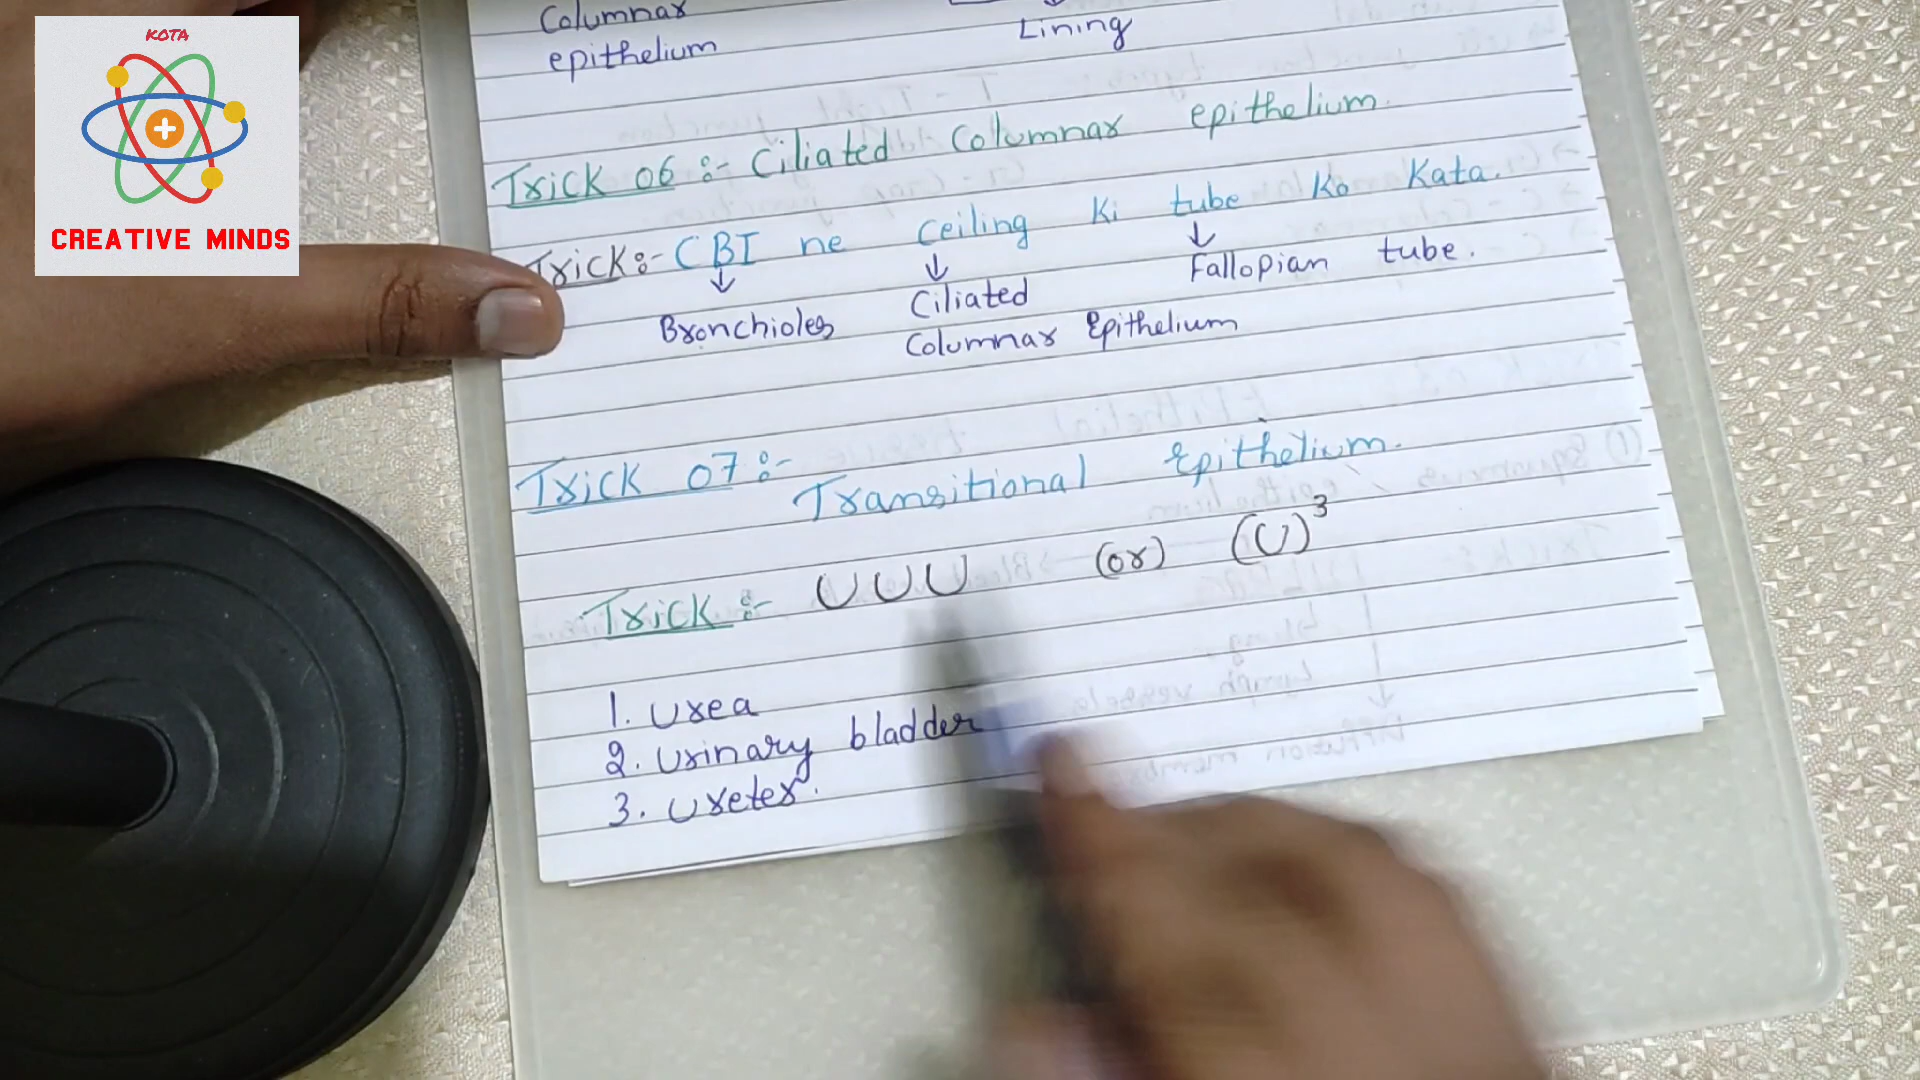 KOTA
CREATIVE MINDS
Columnar
epithelium
Lining
Trick 06 :- Ciliated Columnar epithelium.
Trick :- CBI ne ceiling Ki tube Ko Kata.
Bronchioles
Ciliated
Columnar Epithelium
Fallopian tube.
Trick 07 :- Transitional Epithelium.
Trick :- UUU (or) (U)³
1. Urea
2. Urinary bladder
3. Ureter.